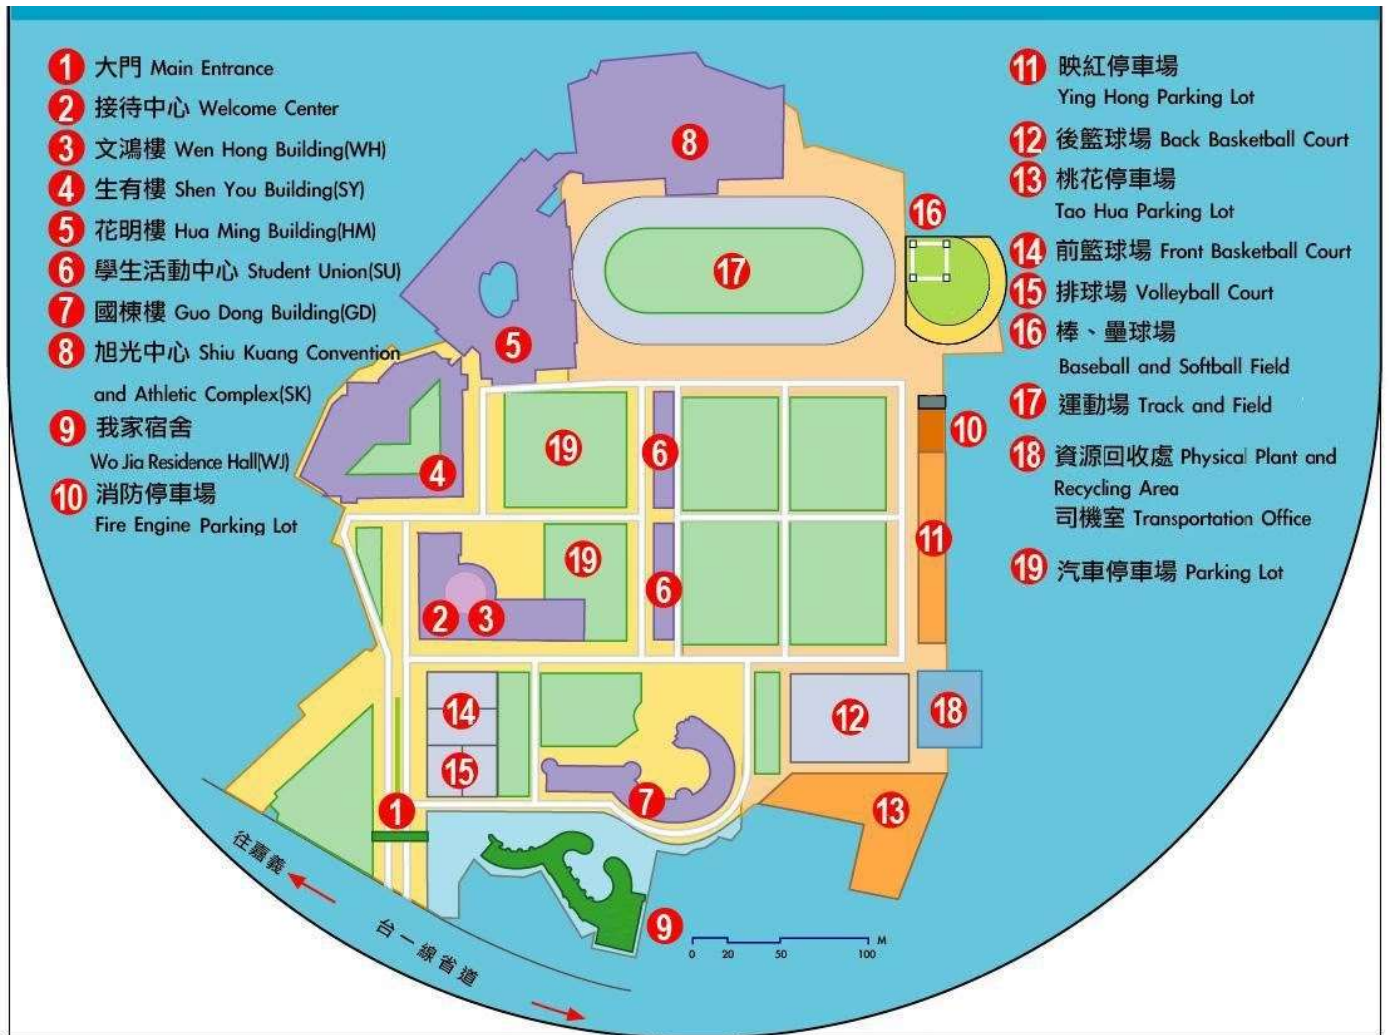 1 大門 Main Entrance
2 接待中心 Welcome Center
3 文鴻樓 Wen Hong Building(WH)
4 生有樓 Shen You Building(SY)
5 花明樓 Hua Ming Building(HM)
6 學生活動中心 Student Union(SU)
7 國棟樓 Guo Dong Building(GD)
8 旭光中心 Shiu Kuang Convention
and Athletic Complex(SK)
9 我家宿舍
Wo Jia Residence Hall(WJ)
10 消防停車場
Fire Engine Parking Lot
11 映紅停車場
Ying Hong Parking Lot
12 後籃球場 Back Basketball Court
13 桃花停車場
Tao Hua Parking Lot
14 前籃球場 Front Basketball Court
15 排球場 Volleyball Court
16 棒、壘球場
Baseball and Softball Field
17 運動場 Track and Field
18 資源回收處 Physical Plant and
Recycling Area
司機室 Transportation Office
19 汽車停車場 Parking Lot
8
16
17
5
19
6
10
4
19
11
6
2 3
14
12
18
15
7
1
13
9
往嘉義
台一線省道
M
0 20 50 100